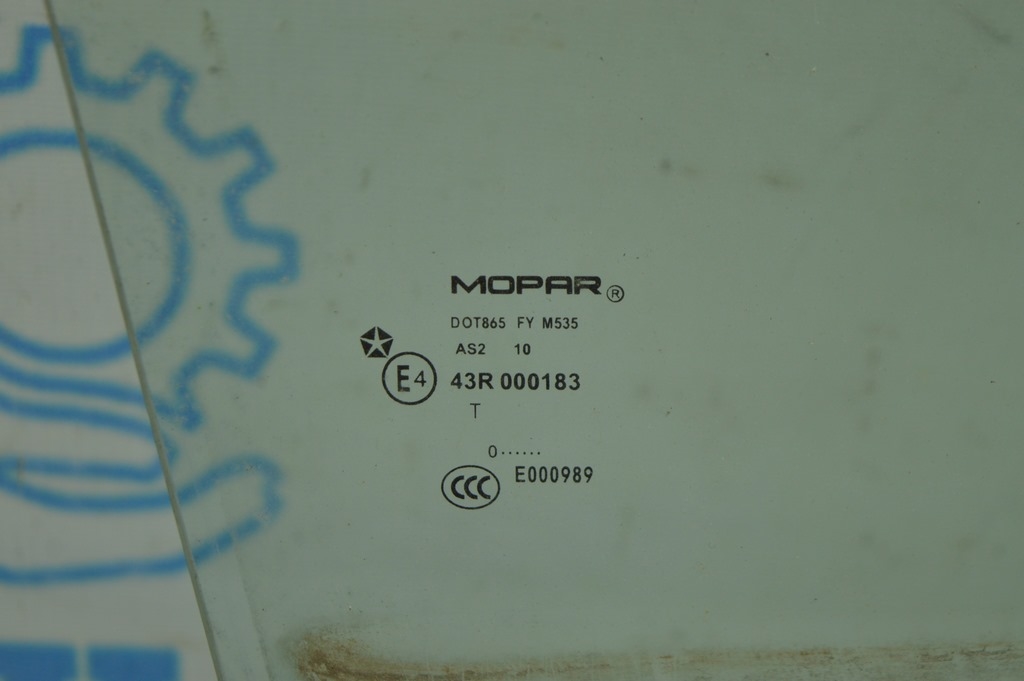 MOPAR®
DOT865 FY M535
AS2 10
E4 43R 000183
T
0......
CCC E000989